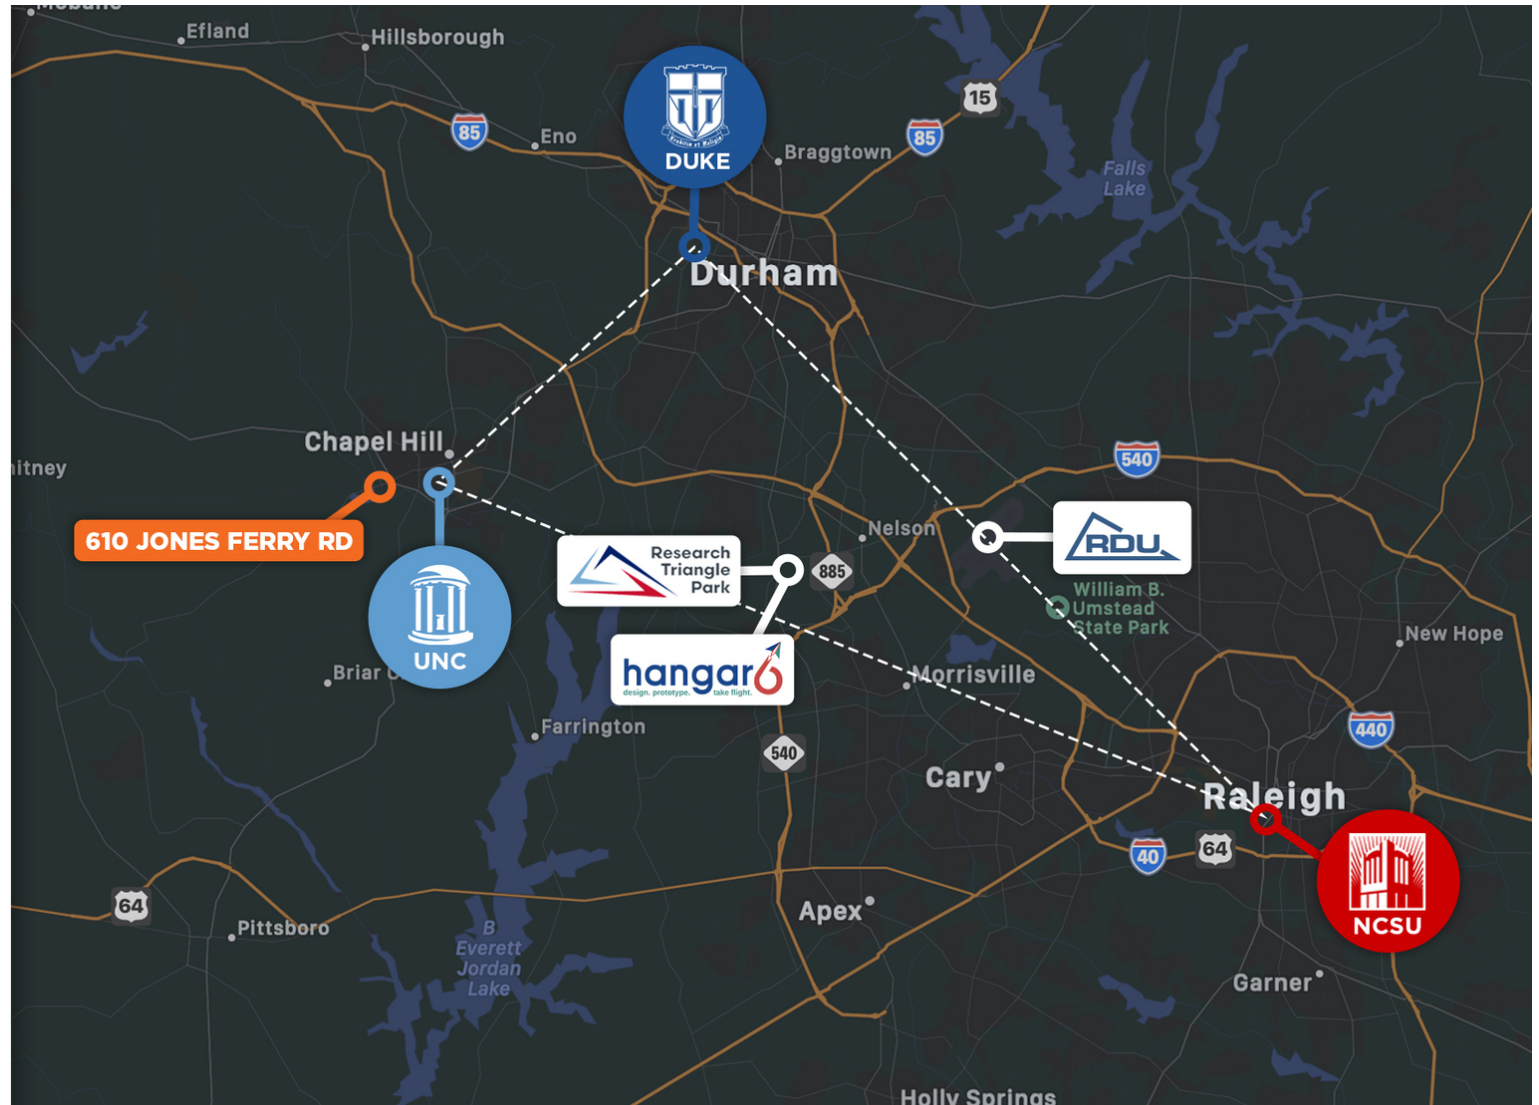 Mebane
Efland
Hillsborough
15
85
Eno
85
DUKE
Braggtown
Falls
Lake
Durham
Chapel Hill
540
610 JONES FERRY RD
Nelson
RDU
Research
Triangle
Park
885
William B.
Umstead
State Park
UNC
hangar6
design. prototype. take flight.
New Hope
Briar
Morrisville
Farrington
440
540
Cary
Raleigh
40
64
64
Apex
NCSU
Pittsboro
B
Everett
Jordan
Lake
Garner
Holly Springs